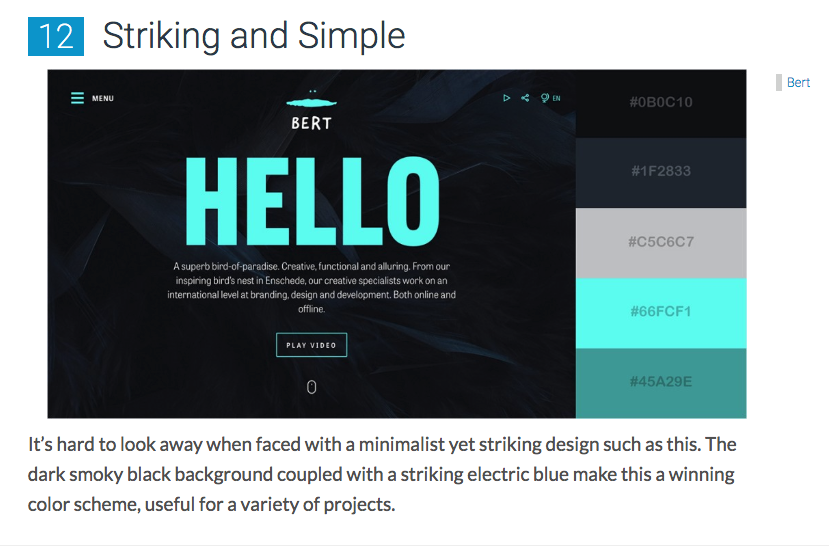 12 Striking and Simple
MENU
BERT
EN
HELLO
A superb bird-of-paradise. Creative, functional and alluring. From our
inspiring bird's nest in Enschede, our creative specialists work on an
international level at branding, design and development. Both online and
offline.
PLAY VIDEO
#0B0C10
#1F2833
#C5C6C7
#66FCF1
#45A29E
Bert
It's hard to look away when faced with a minimalist yet striking design such as this. The
dark smoky black background coupled with a striking electric blue make this a winning
color scheme, useful for a variety of projects.